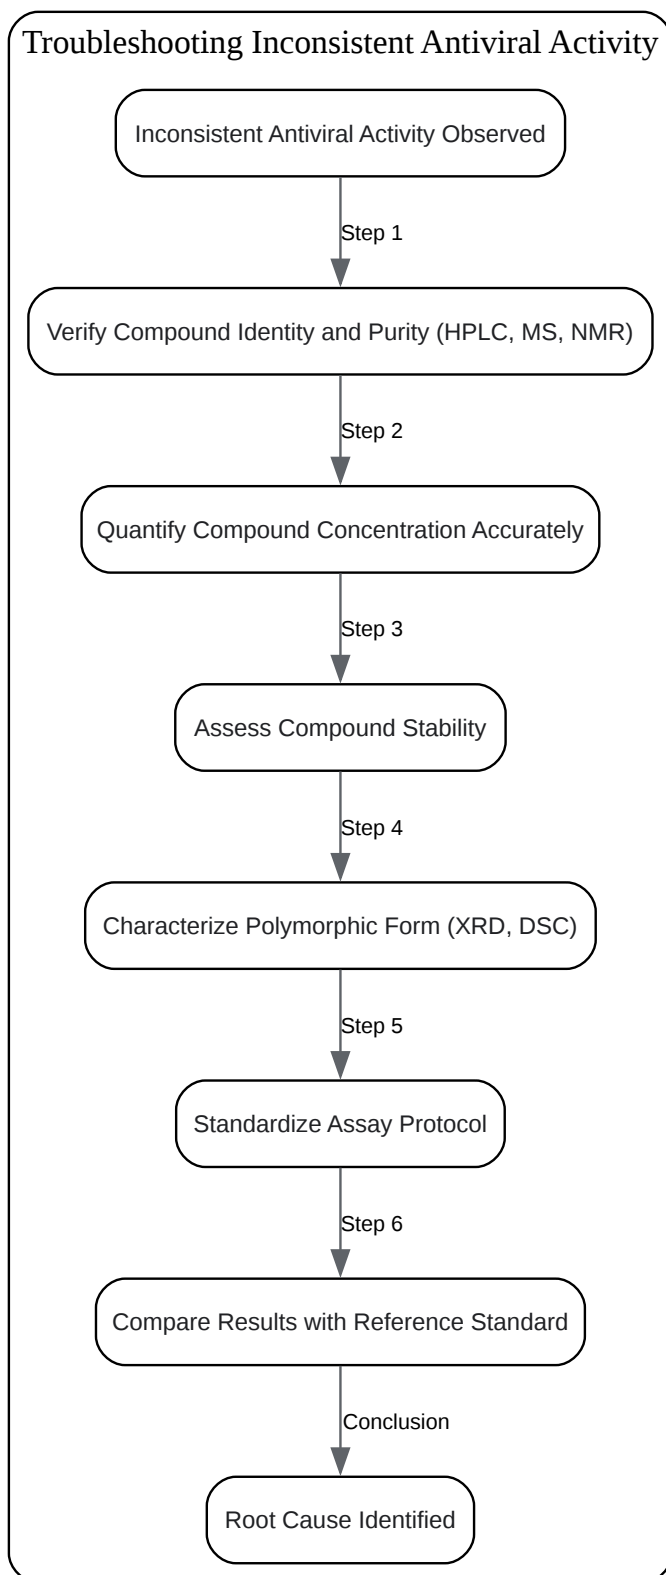 Troubleshooting Inconsistent Antiviral Activity
Inconsistent Antiviral Activity Observed
Step 1
Verify Compound Identity and Purity (HPLC, MS, NMR)
Step 2
Quantify Compound Concentration Accurately
Step 3
Assess Compound Stability
Step 4
Characterize Polymorphic Form (XRD, DSC)
Step 5
Standardize Assay Protocol
Step 6
Compare Results with Reference Standard
Conclusion
Root Cause Identified